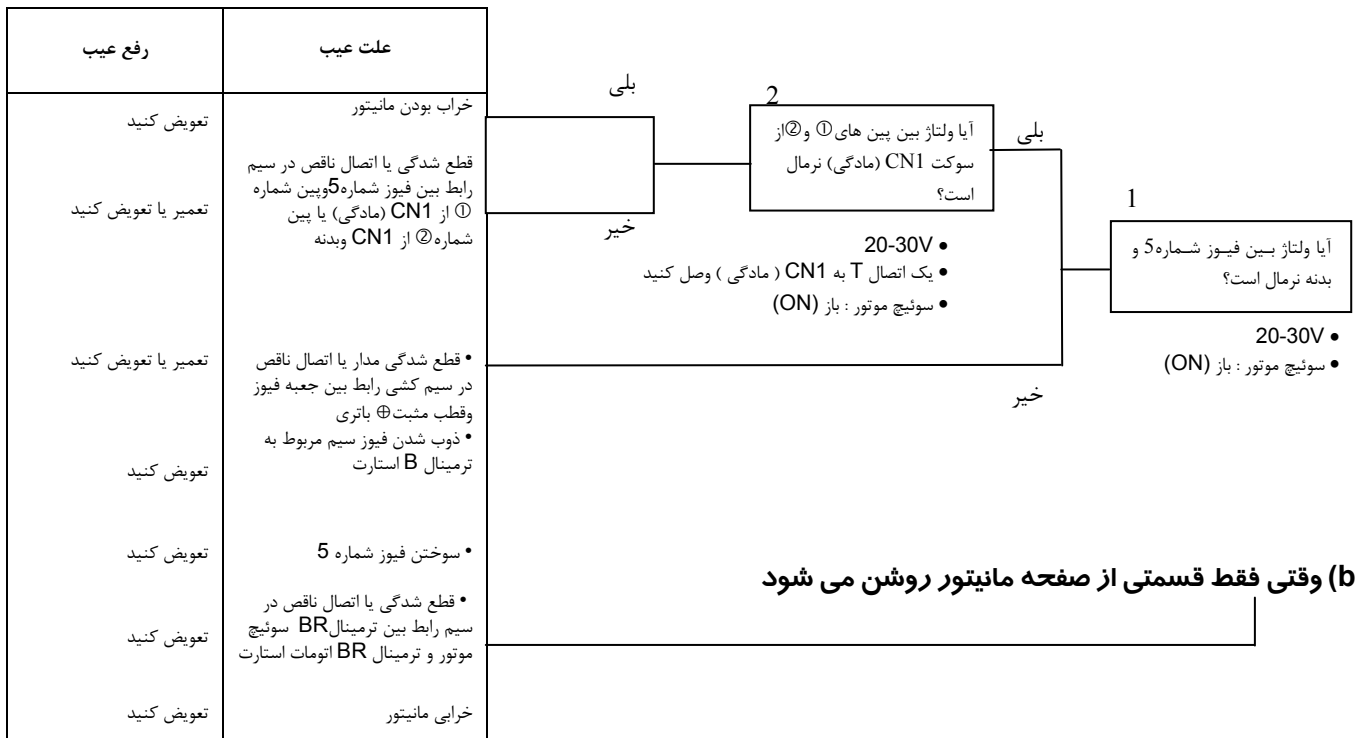 علت عیب
رفع عیب
خراب بودن مانیتور
تعویض کنید
قطع شدگی یا اتصال ناقص در سیم
رابط بین فیوز شماره5وپین شماره
① از CN1 (مادگی) یا پین
شماره② از CN1 وبدنه
تعمیر یا تعویض کنید
• قطع شدگی مدار یا اتصال ناقص
در سیم کشی رابط بین جعبه فیوز
وقطب مثبت⊕ باتری
تعمیر یا تعویض کنید
• ذوب شدن فیوز سیم مربوط به
ترمینال B استارت
تعویض کنید
• سوختن فیوز شماره 5
تعویض کنید
• قطع شدگی یا اتصال ناقص در
سیم رابط بین ترمینالBR سوئیچ
موتور و ترمینال BR اتومات استارت
تعویض کنید
خرابی مانیتور
تعویض کنید
1
آیا ولتاژ بـین فیـوز شـماره5 و
بدنه نرمال است؟
• 20-30V
• سوئیچ موتور : باز (ON)
بلی
خیر
2
آیا ولتاژ بین پین های① و②از
سوکت CN1 (مادگی) نرمال
است؟
• 20-30V
• یک اتصال T به CN1 ( مادگی ) وصل کنید
• سوئیچ موتور : باز (ON)
بلی
خیر
b) وقتی فقط قسمتی از صفحه مانیتور روشن می شود